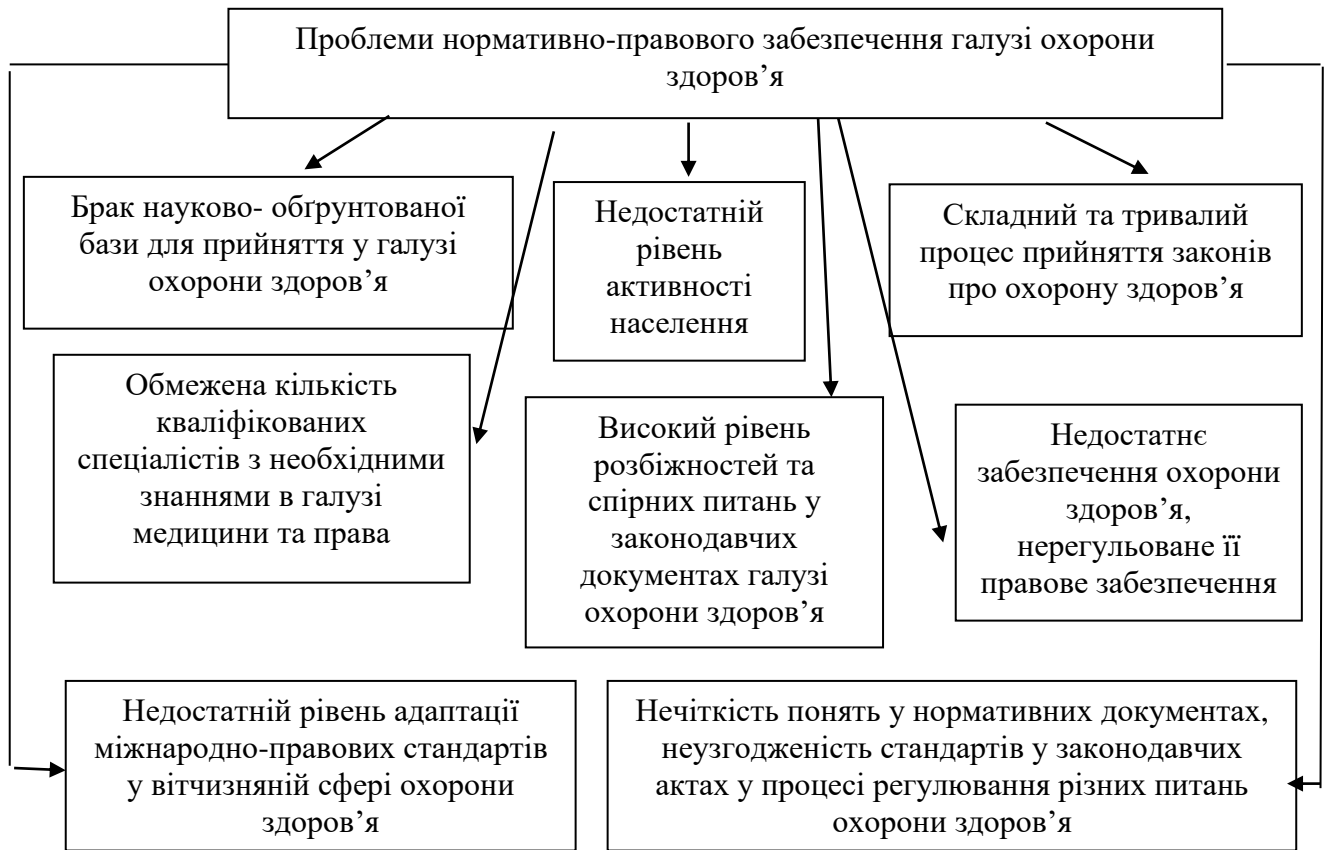 Проблеми нормативно-правового забезпечення галузі охорони
здоров’я
Брак науково- обґрунтованої
бази для прийняття у галузі
охорони здоров’я
Недостатній
рівень
активності
населення
Складний та тривалий
процес прийняття законів
про охорону здоров’я
Обмежена кількість
кваліфікованих
спеціалістів з необхідними
знаннями в галузі
медицини та права
Високий рівень
розбіжностей та
спірних питань у
законодавчих
документах галузі
охорони здоров’я
Недостатнє
забезпечення охорони
здоров’я,
нерегульоване її
правове забезпечення
Недостатній рівень адаптації
міжнародно-правових стандартів
у вітчизняній сфері охорони
здоров’я
Нечіткість понять у нормативних документах,
неузгодженість стандартів у законодавчих
актах у процесі регулювання різних питань
охорони здоров’я